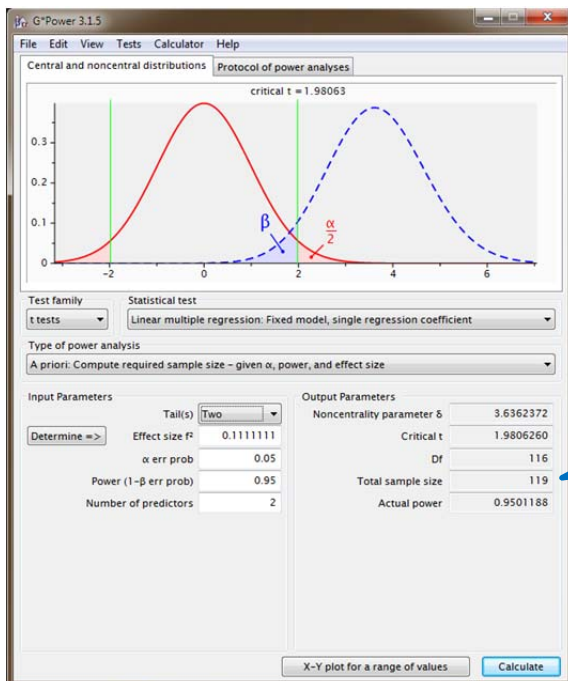 G*Power 3.1.5
File Edit View Tests Calculator Help
Central and noncentral distributions Protocol of power analyses
critical t = 1.98063
0.3
0.2
0.1
0
-2 0 2 4 6
β
α
2
Test family Statistical test
t tests Linear multiple regression: Fixed model, single regression coefficient
Type of power analysis
A priori: Compute required sample size – given α, power, and effect size
Input Parameters Output Parameters
Tail(s) Two Noncentrality parameter δ 3.6362372
Determine => Effect size f² 0.1111111 Critical t 1.9806260
α err prob 0.05 Df 116
Power (1-β err prob) 0.95 Total sample size 119
Number of predictors 2 Actual power 0.9501188
X-Y plot for a range of values Calculate